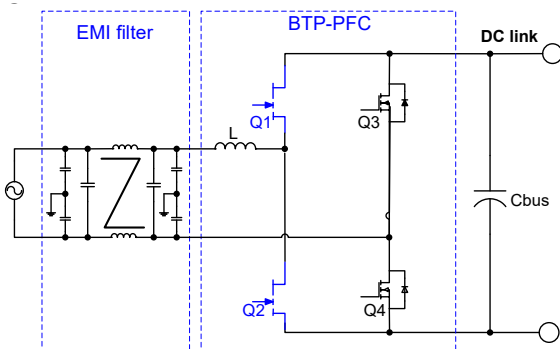 EMI filter
BTP-PFC
DC link
Q1
Q3
L
Cbus
Q2
Q4